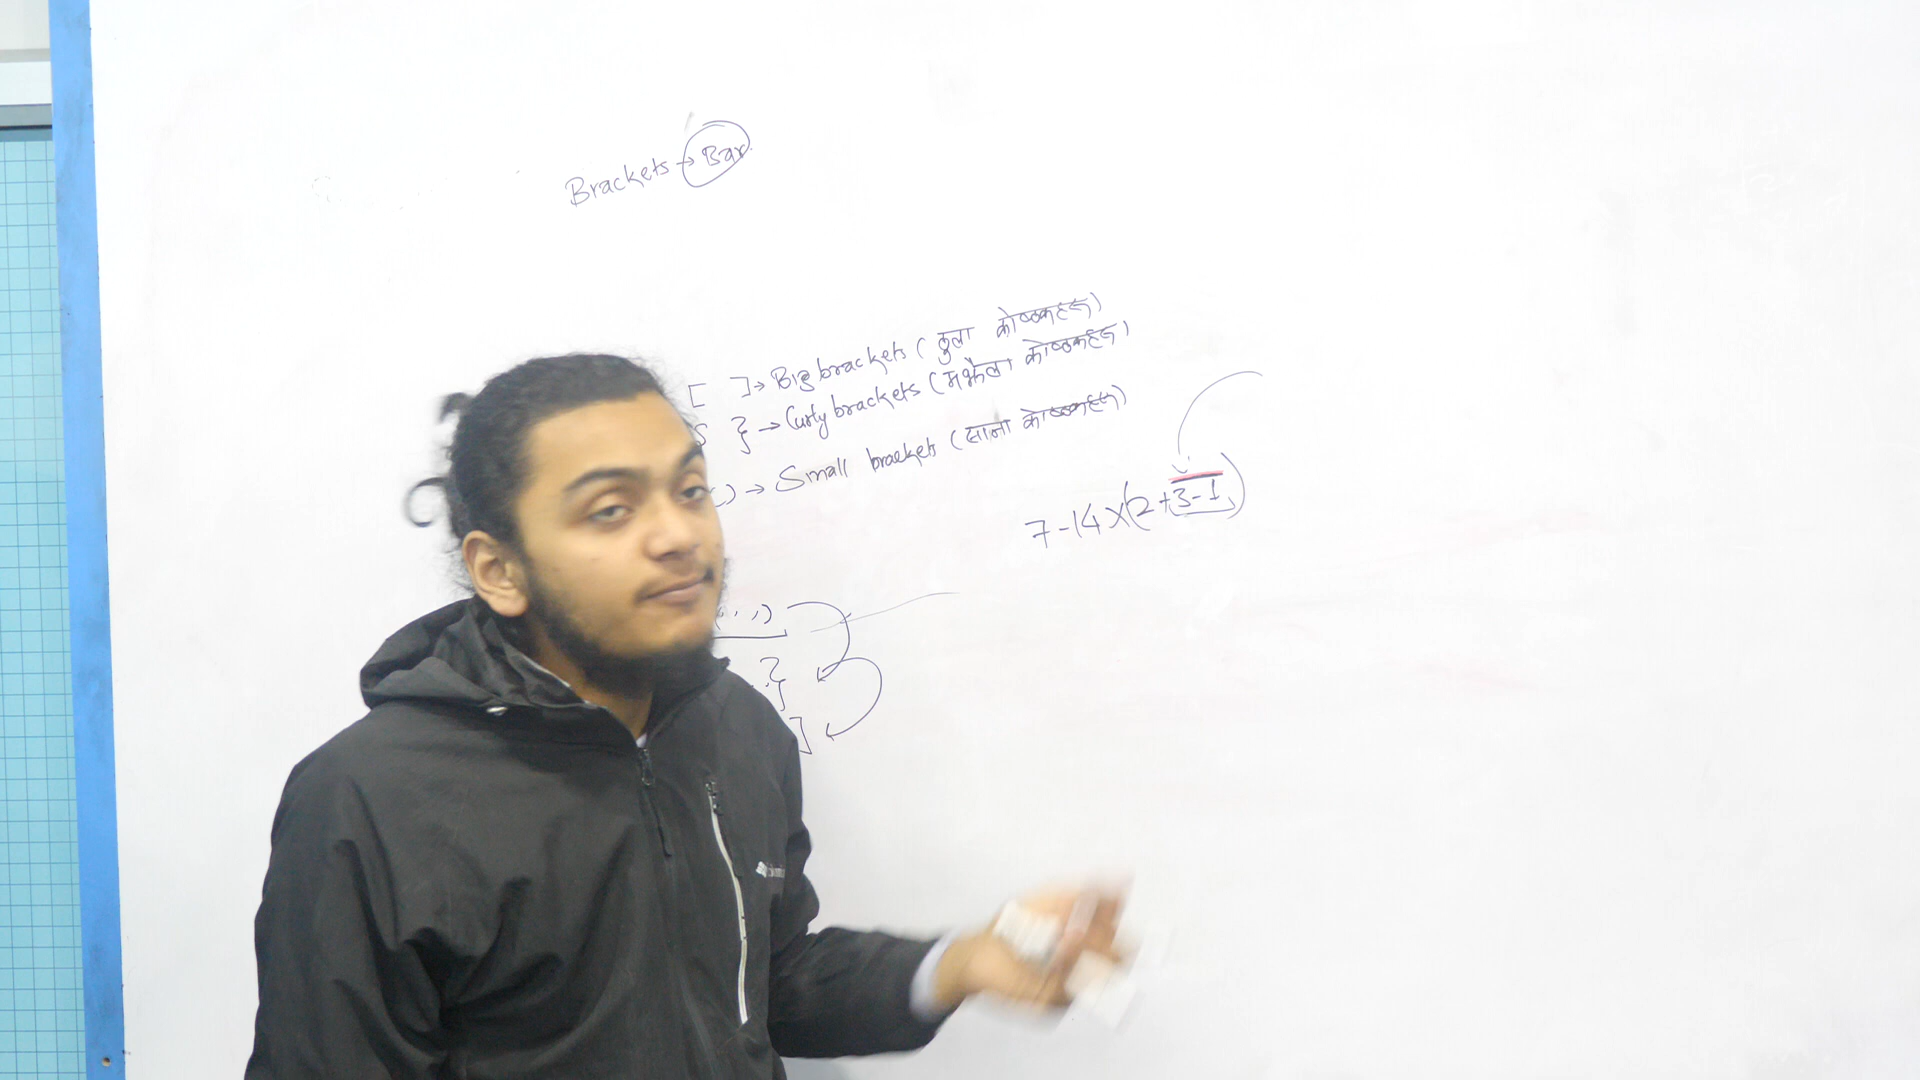 Brackets → Bar
[ ] → Big brackets (ठुला कोष्ठकहरू)
} → Curly brackets (मझौला कोष्ठकहरू)
() → Small brackets (साना कोष्ठकहरू)
7-14×(2+3-1)